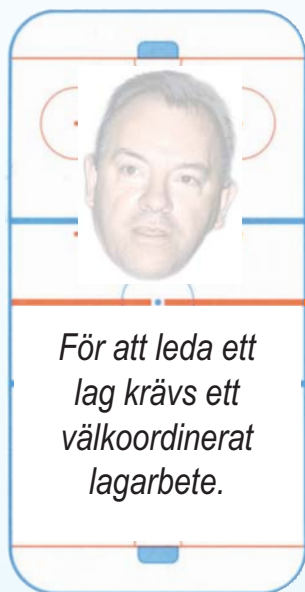 För att leda ett
lag krävs ett
välkoordinerat
lagarbete.